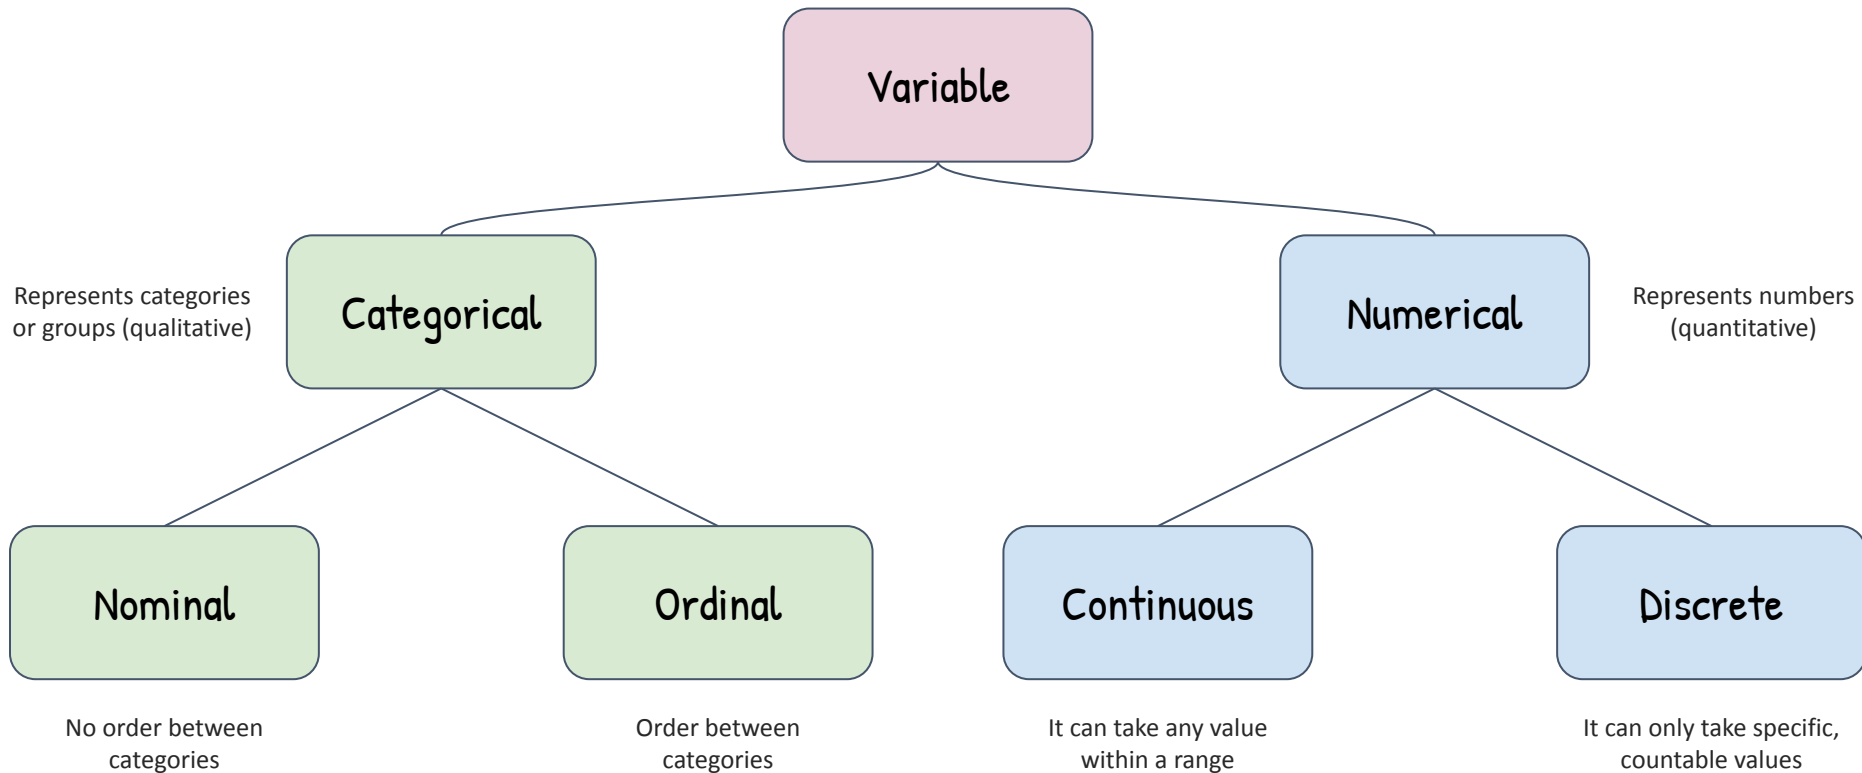 Variable
Represents categories
or groups (qualitative)
Categorical
Numerical
Represents numbers
(quantitative)
Nominal
Ordinal
Continuous
Discrete
No order between
categories
Order between
categories
It can take any value
within a range
It can only take specific,
countable values